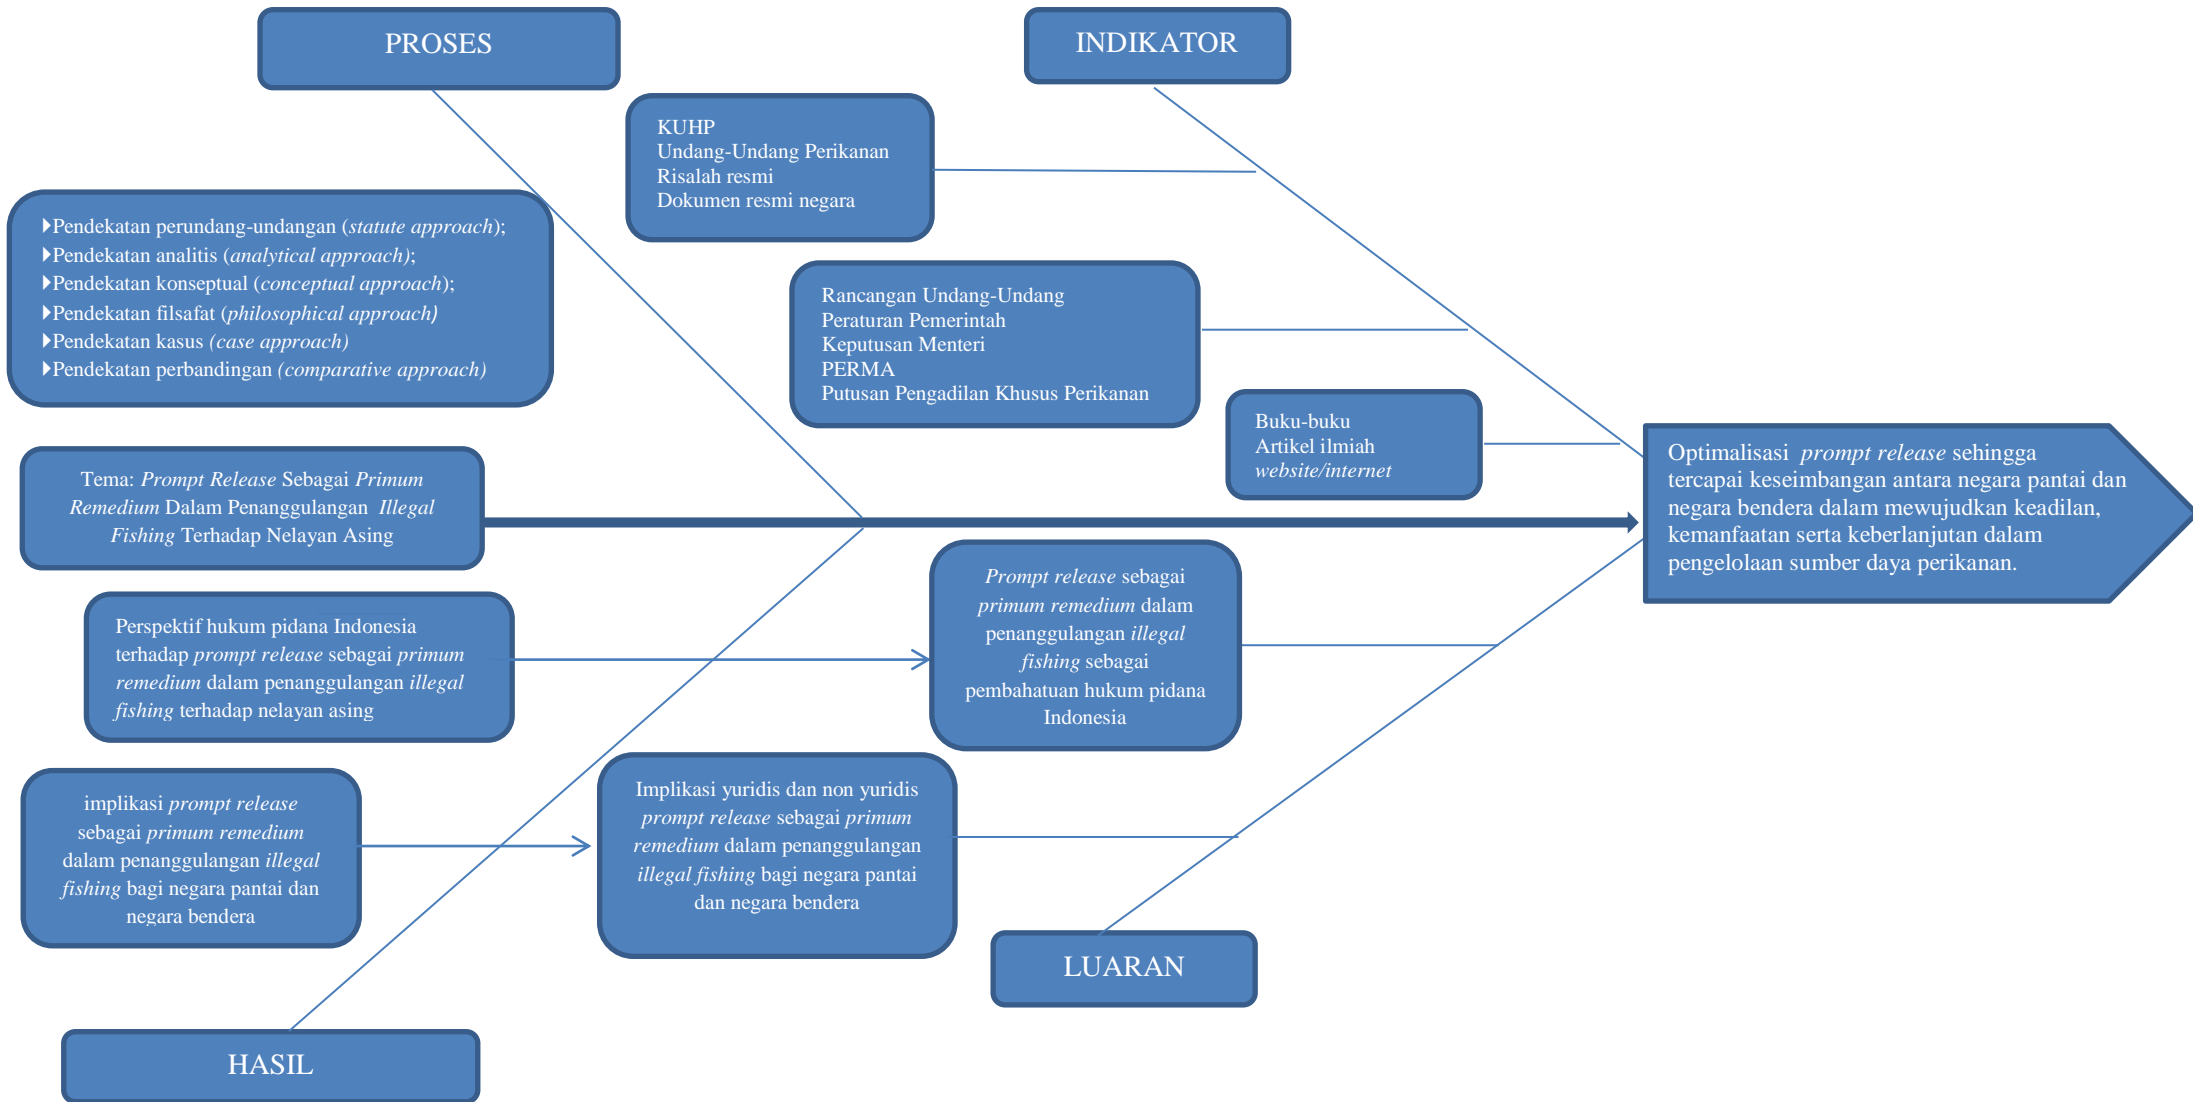 PROSES
INDIKATOR
KUHP
Undang-Undang Perikanan
Risalah resmi
Dokumen resmi negara
Pendekatan perundang-undangan (statute approach);
Pendekatan analitis (analytical approach);
Pendekatan konseptual (conceptual approach);
Pendekatan filsafat (philosophical approach)
Pendekatan kasus (case approach)
Pendekatan perbandingan (comparative approach)
Rancangan Undang-Undang
Peraturan Pemerintah
Keputusan Menteri
PERMA
Putusan Pengadilan Khusus Perikanan
Buku-buku
Artikel ilmiah
website/internet
Tema: Prompt Release Sebagai Primum
Remedium Dalam Penanggulangan Illegal
Fishing Terhadap Nelayan Asing
Optimalisasi prompt release sehingga
tercapai keseimbangan antara negara pantai dan
negara bendera dalam mewujudkan keadilan,
kemanfaatan serta keberlanjutan dalam
pengelolaan sumber daya perikanan.
Perspektif hukum pidana Indonesia
terhadap prompt release sebagai primum
remedium dalam penanggulangan illegal
fishing terhadap nelayan asing
Prompt release sebagai
primum remedium dalam
penanggulangan illegal
fishing sebagai
pembahatuan hukum pidana
Indonesia
implikasi prompt release
sebagai primum remedium
dalam penanggulangan illegal
fishing bagi negara pantai dan
negara bendera
Implikasi yuridis dan non yuridis
prompt release sebagai primum
remedium dalam penanggulangan
illegal fishing bagi negara pantai
dan negara bendera
LUARAN
HASIL